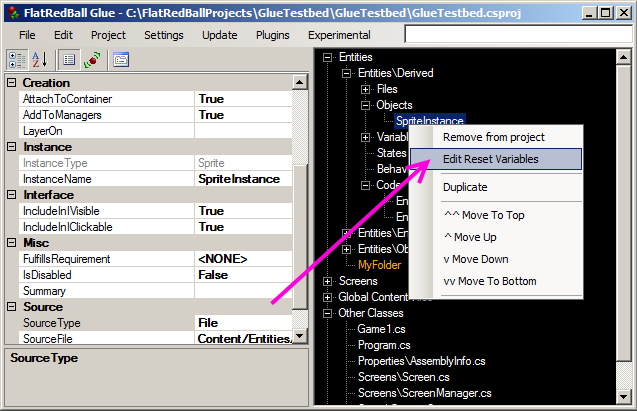 FlatRedBall Glue - C:\FlatRedBallProjects\GlueTestbed\GlueTestbed\GlueTestbed.csproj
File Edit Project Settings Update Plugins Experimental
Creation
AttachToContainer True
AddToManagers True
LayerOn
Instance
InstanceType Sprite
InstanceName SpriteInstance
Interface
IncludeInIVisible True
IncludeInIClickable True
Misc
FulfillsRequirement <NONE>
IsDisabled False
Summary
Source
SourceType File
SourceFile Content/Entities/
SourceType
Entities
Entities\Derived
Files
Objects
SpriteInstance
Variabl
States
Behav
Code
En
En
Entities\En
Entities\Ob
MyFolder
Screens
Global Content Files
Other Classes
Game1.cs
Program.cs
Properties\AssemblyInfo.cs
Screens\Screen.cs
Screens\ScreenManager.cs
Remove from project
Edit Reset Variables
Duplicate
^^ Move To Top
^ Move Up
v Move Down
vv Move To Bottom